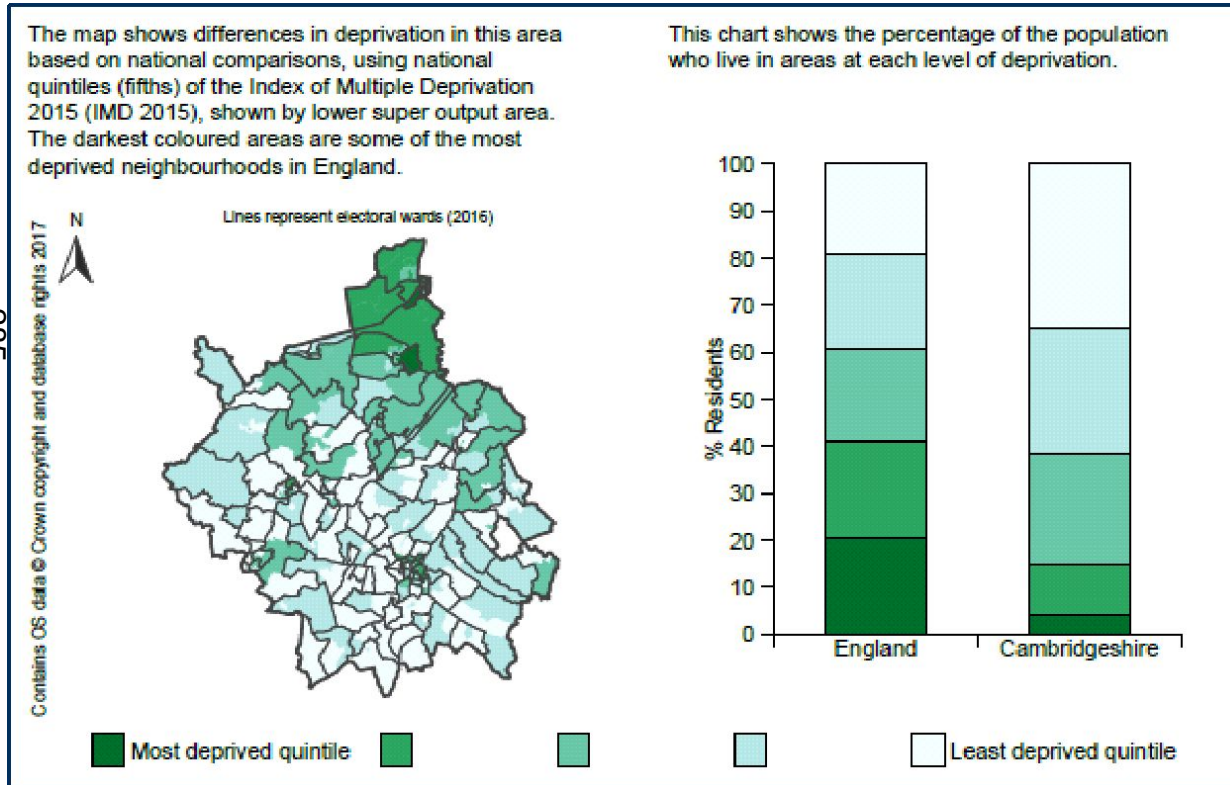 The map shows differences in deprivation in this area
based on national comparisons, using national
quintiles (fifths) of the Index of Multiple Deprivation
2015 (IMD 2015), shown by lower super output area.
The darkest coloured areas are some of the most
deprived neighbourhoods in England.
Lines represent electoral wards (2016)
N
Contains OS data © Crown copyright and database rights 2017
This chart shows the percentage of the population
who live in areas at each level of deprivation.
% Residents
100
90
80
70
60
50
40
30
20
10
0
England
Cambridgeshire
Most deprived quintile
Least deprived quintile